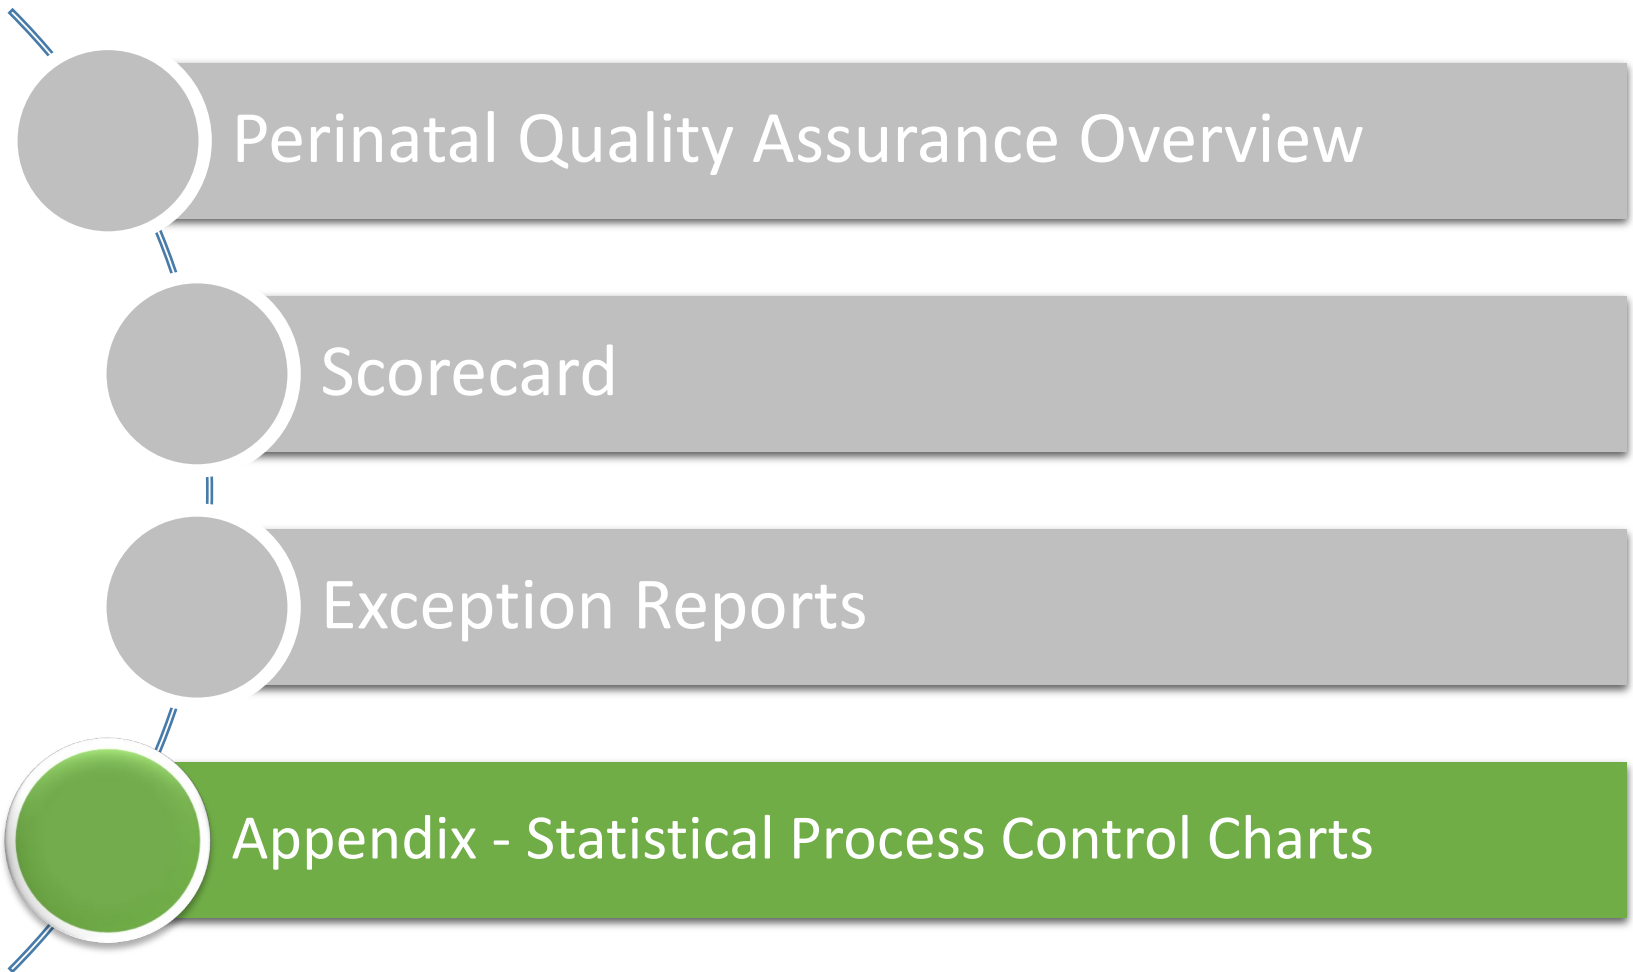 Perinatal Quality Assurance Overview
Scorecard
Exception Reports
Appendix - Statistical Process Control Charts